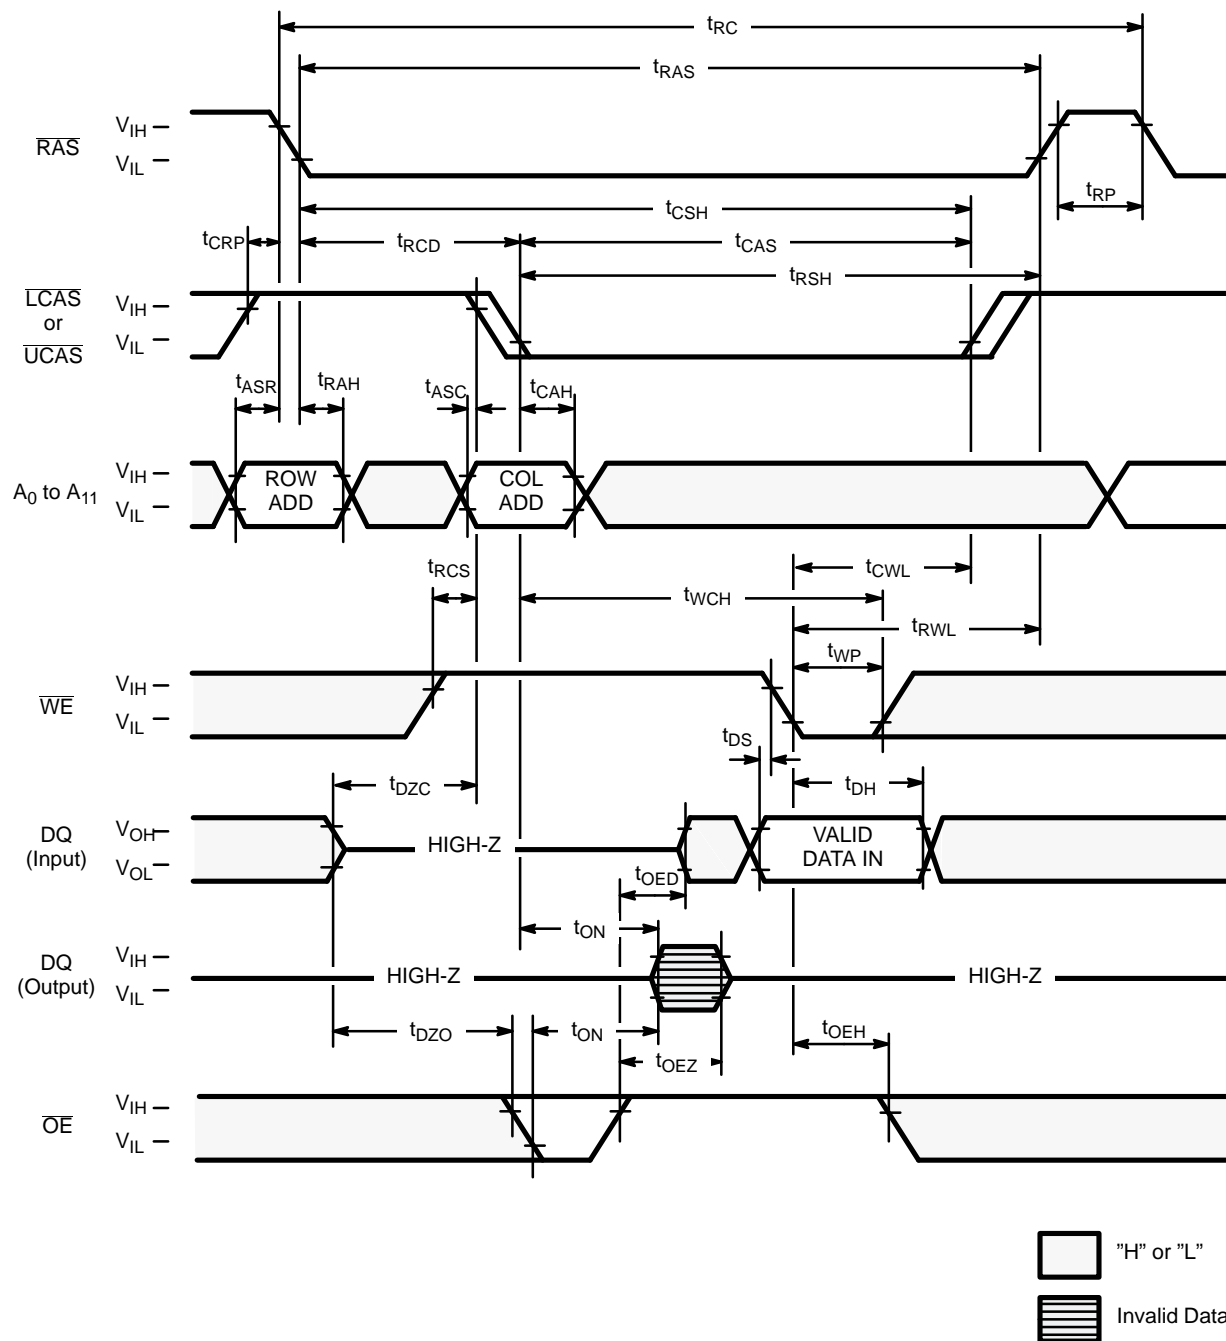 tRC
tRAS
RAS
VIH
VIL
tRP
tCSH
tCRP
tRCD
tCAS
tRSH
LCAS
or
UCAS
VIH
VIL
tASR
tRAH
tASC
tCAH
A0 to A11
VIH
VIL
ROW
ADD
COL
ADD
tRCS
tCWL
tWCH
tRWL
tWP
WE
VIH
VIL
tDS
tDZC
tDH
DQ
(Input)
VOH
VOL
HIGH-Z
VALID
DATA IN
tOED
tON
DQ
(Output)
VIH
VIL
HIGH-Z
HIGH-Z
tDZO
tON
tOEH
tOEZ
OE
VIH
VIL
”H” or ”L”
Invalid Data